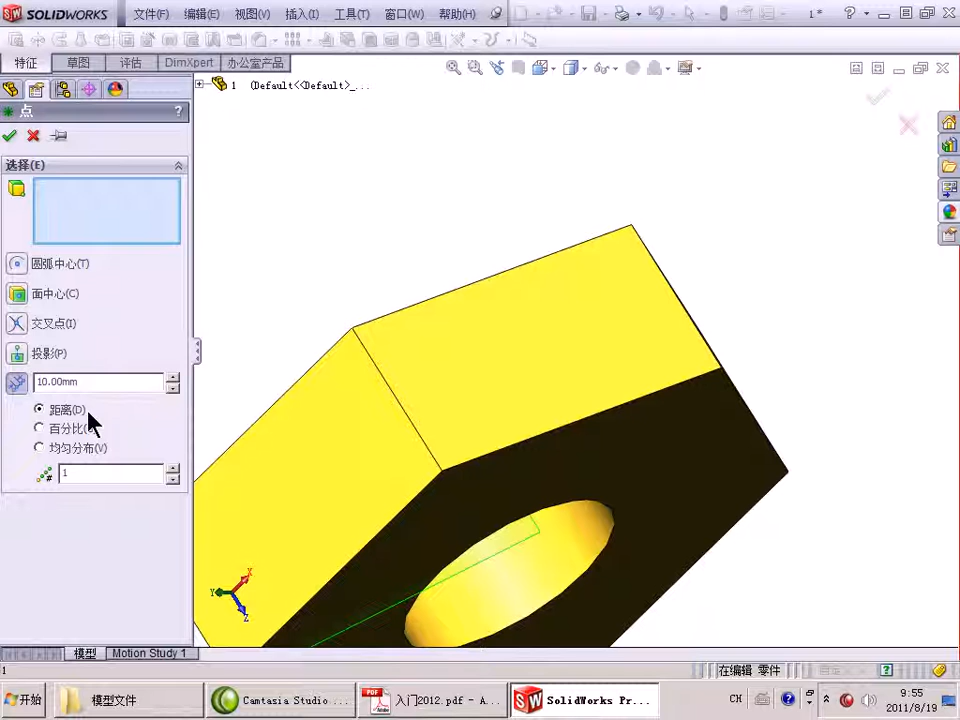 SOLIDWORKS 文件(F) 编辑(E) 视图(V) 插入(I) 工具(T) 窗口(W) 帮助(H) 1* ?
特征 草图 评估 DimXpert 办公室产品
1 (Default<<Default>_...
点 ?
选择(E)
圆弧中心(T)
面中心(C)
交叉点(I)
投影(P)
10.00mm
距离(D)
百分比(
均匀分布(V)
1
X
Y
Z
模型 Motion Study 1
1 在编辑 零件 ?
开始 模型文件 Camtasia Studio ... 入门2012.pdf - A... SolidWorks Pr... CH 9:55
2011/8/19